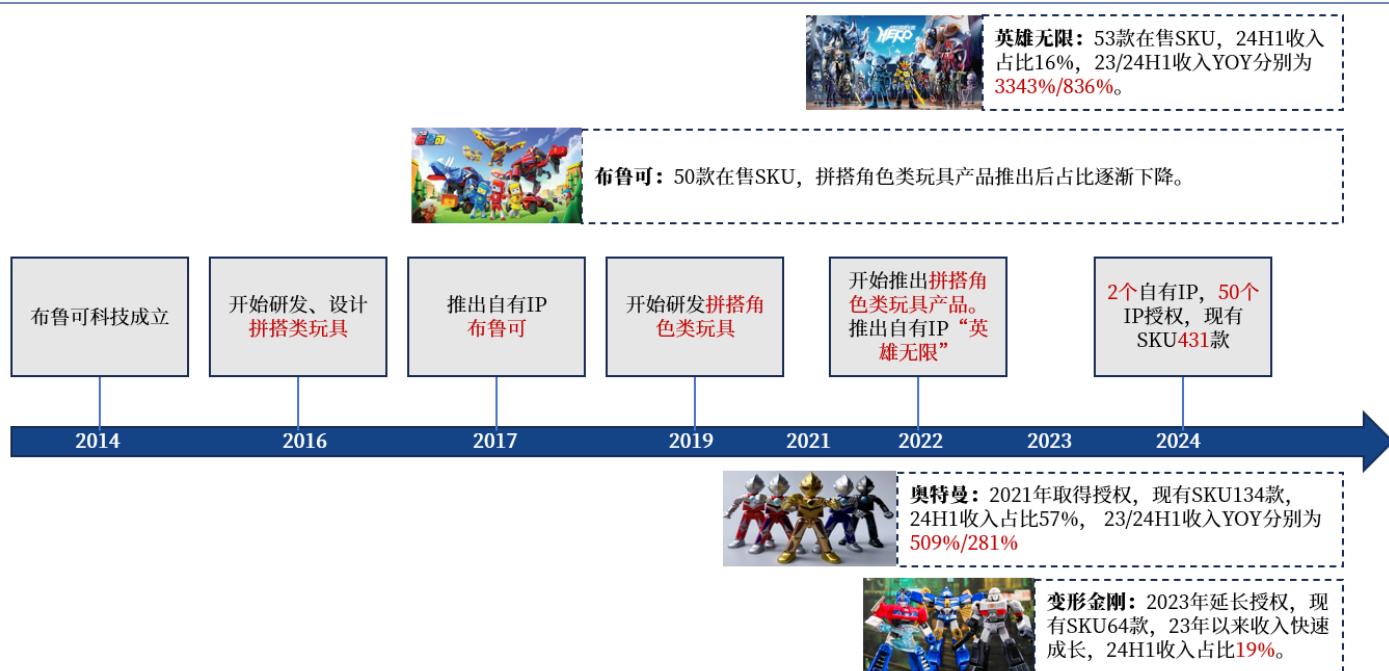 英雄无限：53款在售SKU，24H1收入
占比16%，23/24H1收入YOY分别为
3343%/836%。
HERO
布鲁可
布鲁可：50款在售SKU，拼搭角色类玩具产品推出后占比逐渐下降。
布鲁可科技成立
开始研发、设计
拼搭类玩具
推出自有IP
布鲁可
开始研发拼搭角
色类玩具
开始推出拼搭角
色类玩具产品。
推出自有IP“英
雄无限”
2个自有IP，50个
IP授权，现有
SKU431款
2014
2016
2017
2019
2021
2022
2023
2024
奥特曼：2021年取得授权，现有SKU134款，
24H1收入占比57%， 23/24H1收入YOY分别为
509%/281%
变形金刚：2023年延长授权，现
有SKU64款，23年以来收入快速
成长，24H1收入占比19%。